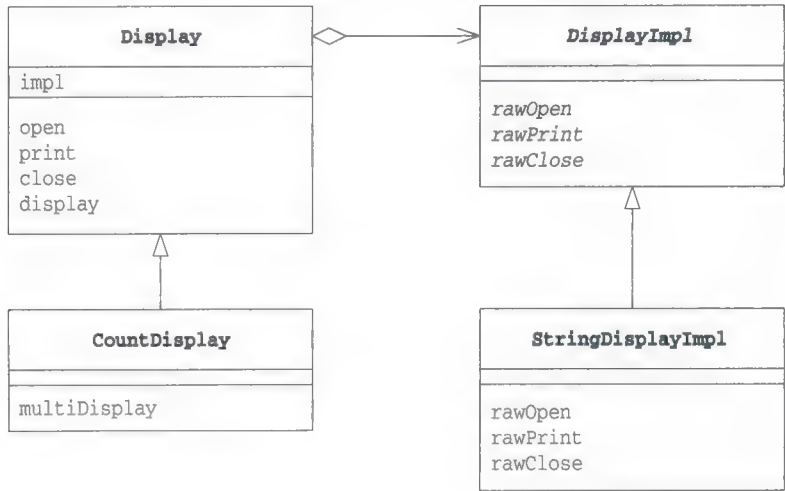 Display
impl
open
print
close
display
DisplayImpl
rawOpen
rawPrint
rawClose
CountDisplay
multiDisplay
StringDisplayImpl
rawOpen
rawPrint
rawClose